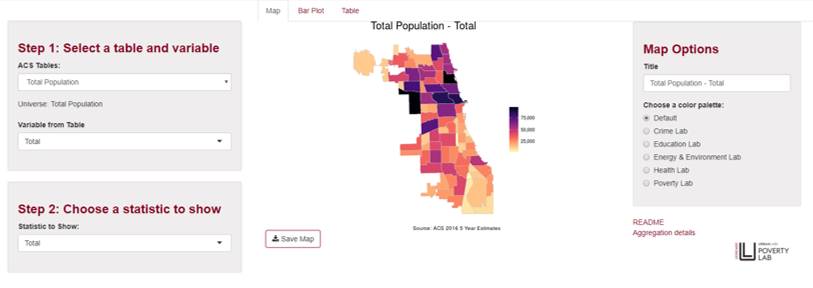 Map
Bar Plot
Table
Step 1: Select a table and variable
ACS Tables:
Total Population
Universe: Total Population
Variable from Table
Total
Step 2: Choose a statistic to show
Statistic to Show:
Total
Total Population - Total
75,000
50,000
25,000
Source: ACS 2016 5 Year Estimates
Save Map
Map Options
Title
Total Population - Total
Choose a color palette:
Default
Crime Lab
Education Lab
Energy & Environment Lab
Health Lab
Poverty Lab
README
Aggregation details
POVERTY
LAB